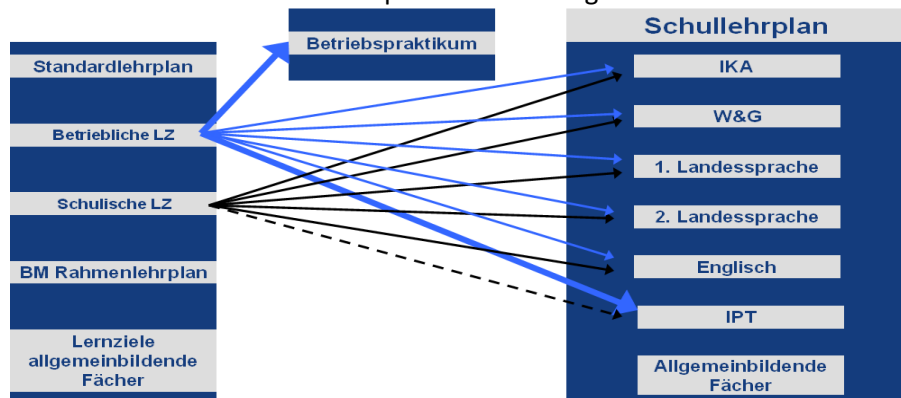 Standardlehrplan
Betriebliche LZ
Schulische LZ
BM Rahmenlehrplan
Lernziele
allgemeinbildende
Fächer
Betriebspraktikum
Schullehrplan
IKA
W&G
1. Landessprache
2. Landessprache
Englisch
IPT
Allgemeinbildende
Fächer